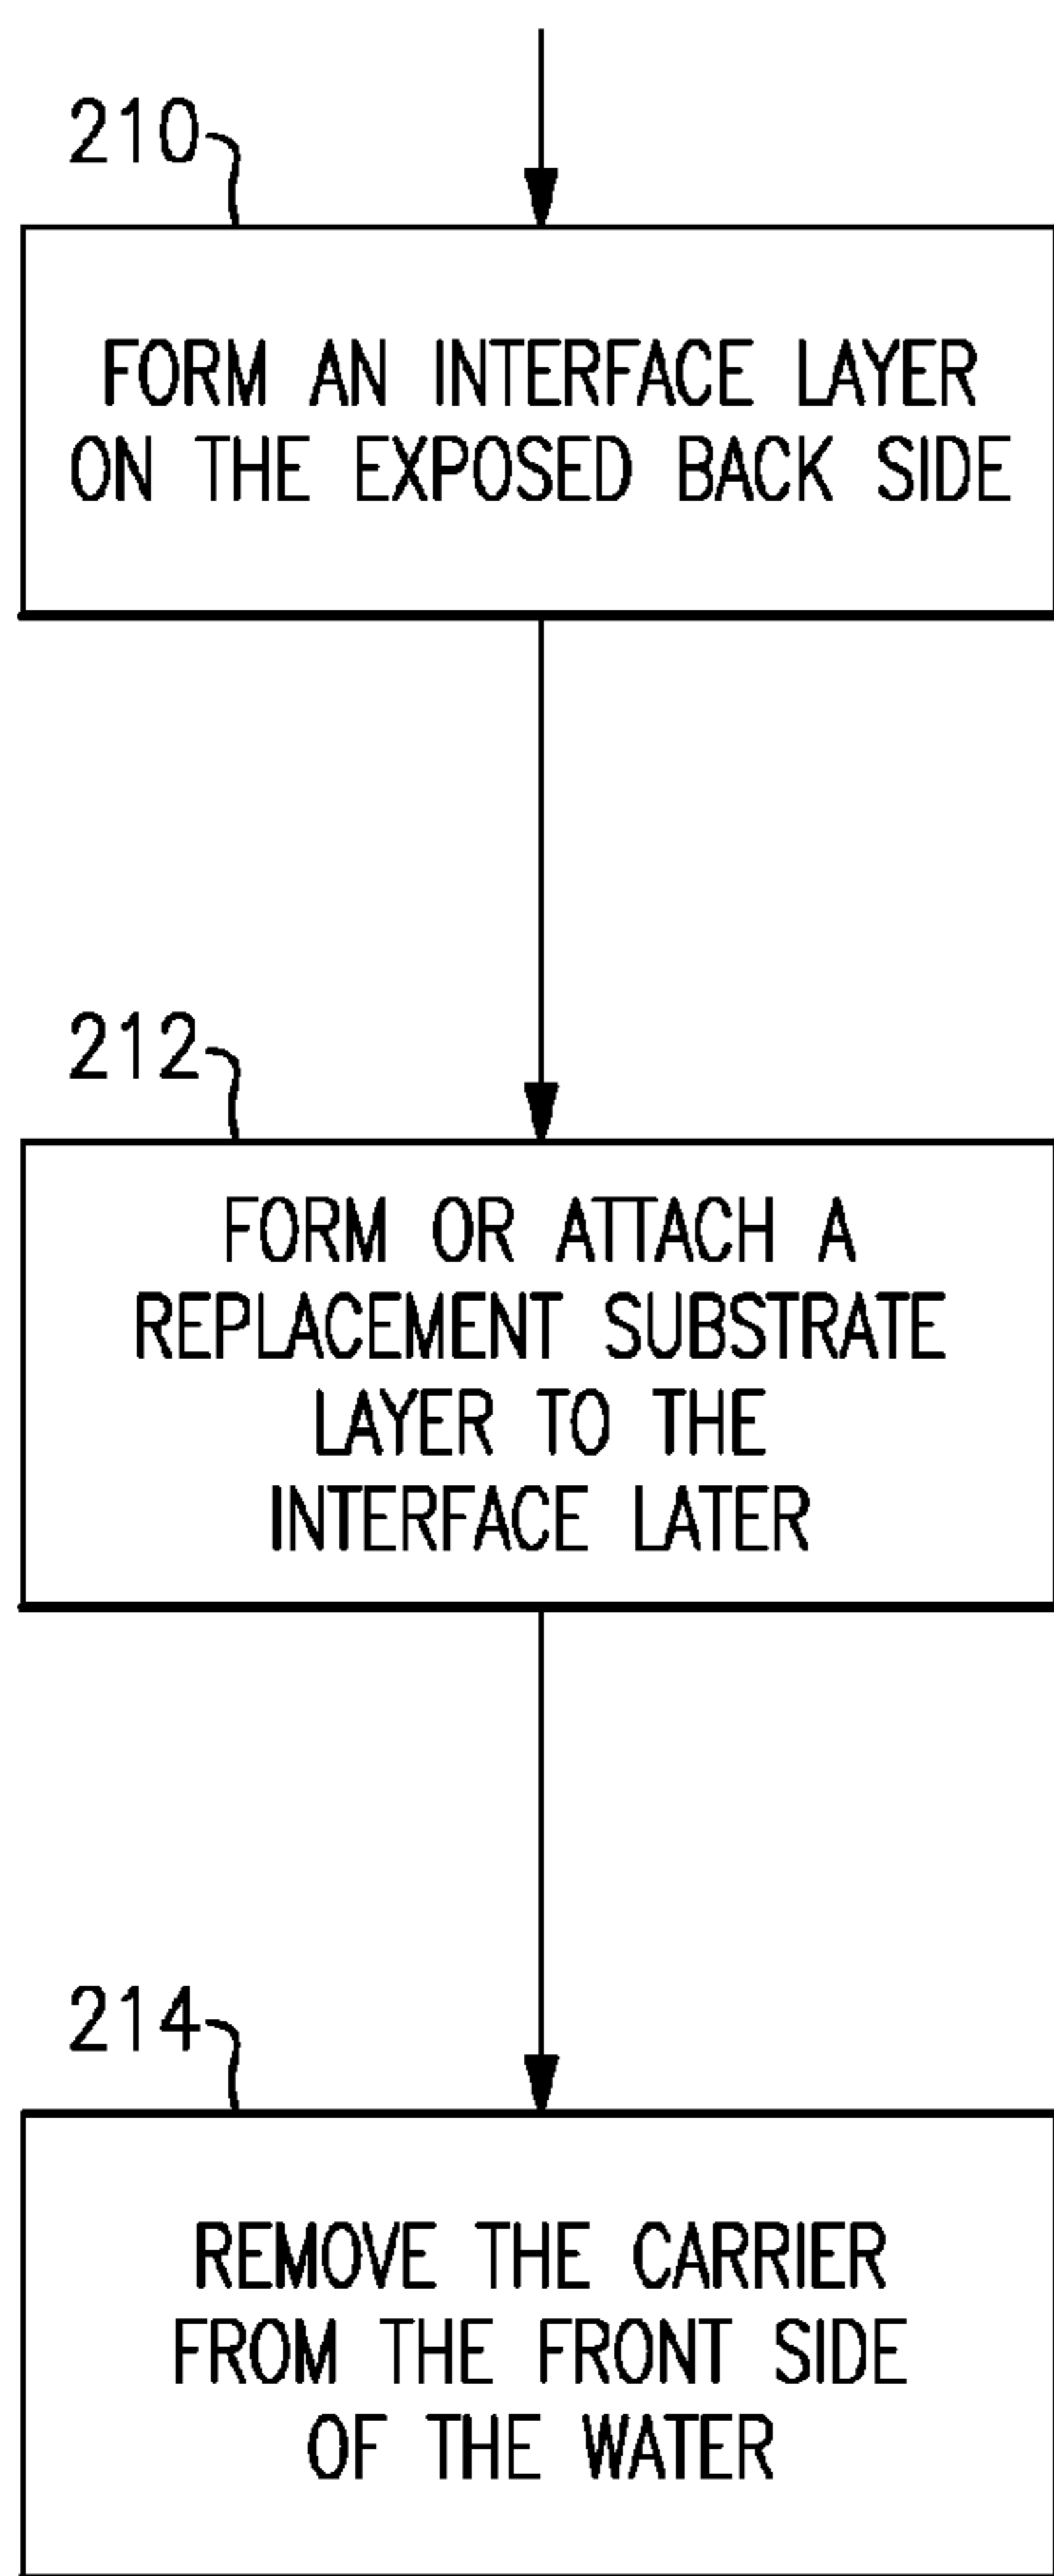 210
FORM AN INTERFACE LAYER
ON THE EXPOSED BACK SIDE
212
FORM OR ATTACH A
REPLACEMENT SUBSTRATE
LAYER TO THE
INTERFACE LATER
214
REMOVE THE CARRIER
FROM THE FRONT SIDE
OF THE WATER